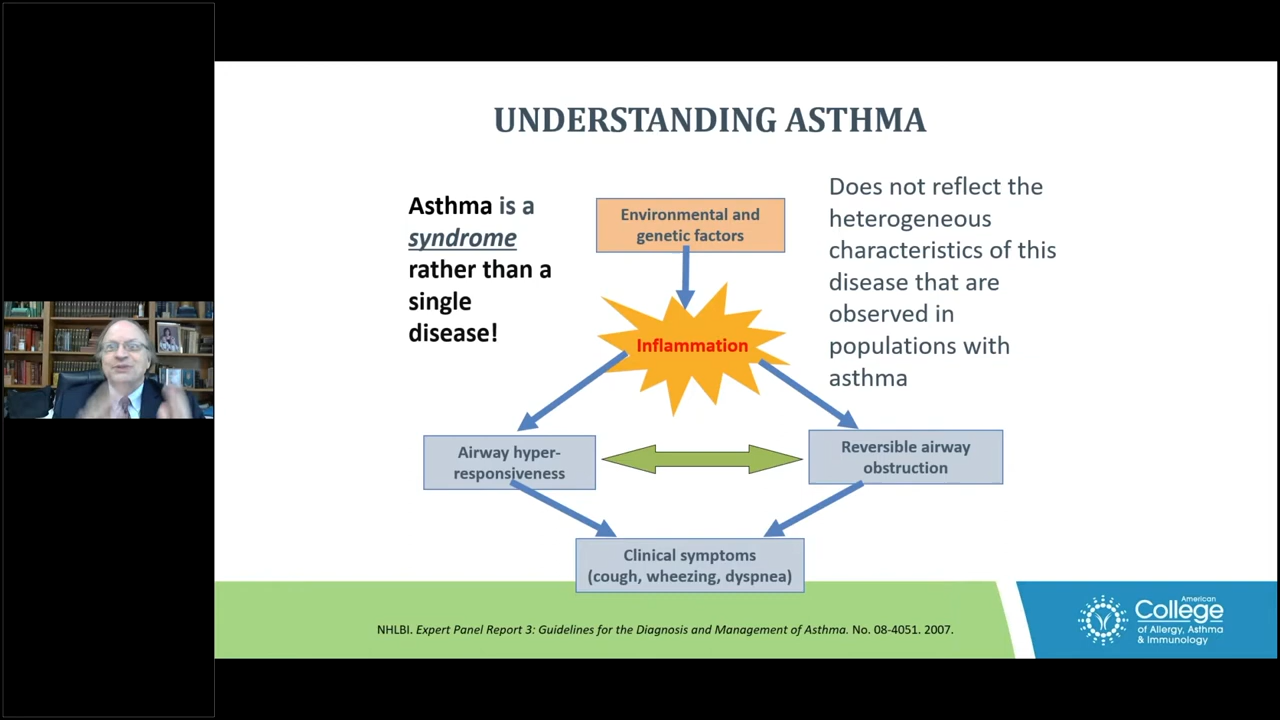 UNDERSTANDING ASTHMA
Asthma is a
syndrome
rather than a
single
disease!
Environmental and
genetic factors
Does not reflect the
heterogeneous
characteristics of this
disease that are
observed in
populations with
asthma
Inflammation
Airway hyper-
responsiveness
Reversible airway
obstruction
Clinical symptoms
(cough, wheezing, dyspnea)
NHLBI. Expert Panel Report 3: Guidelines for the Diagnosis and Management of Asthma. No. 08-4051. 2007.
American
College
of Allergy, Asthma
& Immunology